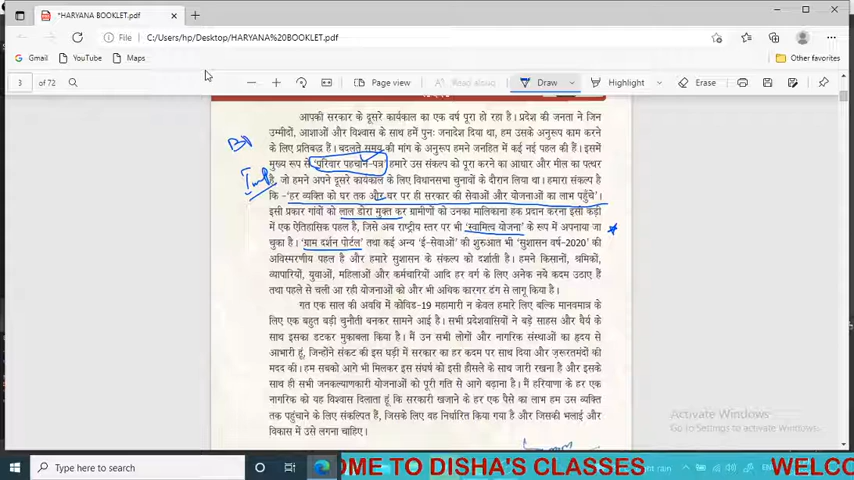 *HARYANA BOOKLET.pdf
File
C:/Users/hp/Desktop/HARYANA%20BOOKLET.pdf
Gmail YouTube Maps Other favorites
3 of 72 Page view Read aloud Draw Highlight Erase
आपकी सरकार के दूसरे कार्यकाल का एक वर्ष पूरा हो रहा है। प्रदेश की जनता ने जिन
उम्मीदों, आशाओं और विश्वास के साथ हमें पुनः जनादेश दिया था, हम उसके अनुरूप काम करने
के लिए प्रतिबद्ध हैं। बदलते समय की मांग के अनुरूप हमने जनहित में कई नई पहल की हैं। इसमें
मुख्य रूप से 'परिवार पहचान-पत्र' हमारे उस संकल्प को पूरा करने का आधार और मील का पत्थर
Imp है, जो हमने अपने दूसरे कार्यकाल के लिए विधानसभा चुनावों के दौरान लिया था। हमारा संकल्प है
कि -'हर व्यक्ति को घर तक और घर पर ही सरकार की सेवाओं और योजनाओं का लाभ पहुँचे'।
इसी प्रकार गांवों को लाल डोरा मुक्त कर ग्रामीणों को उनका मालिकाना हक प्रदान करना इसी कड़ी
में एक ऐतिहासिक पहल है, जिसे अब राष्ट्रीय स्तर पर भी 'स्वामित्व योजना' के रूप में अपनाया जा
चुका है। 'ग्राम दर्शन पोर्टल' तथा कई अन्य 'ई-सेवाओं' की शुरुआत भी 'सुशासन वर्ष-2020' की
अविस्मरणीय पहल है और हमारे सुशासन के संकल्प को दर्शाती है। हमने किसानों, श्रमिकों,
व्यापारियों, युवाओं, महिलाओं और कर्मचारियों आदि हर वर्ग के लिए अनेक नये कदम उठाए हैं
तथा पहले से चली आ रही योजनाओं को और भी अधिक कारगर ढंग से लागू किया है।
गत एक साल की अवधि में कोविड-19 महामारी न केवल हमारे लिए बल्कि मानवमात्र के
लिए एक बहुत बड़ी चुनौती बनकर सामने आई है। सभी प्रदेशवासियों ने बड़े साहस और धैर्य के
साथ इसका डटकर मुकाबला किया है। मैं उन सभी लोगों और नागरिक संस्थाओं का हृदय से
आभारी हूं, जिन्होंने संकट की इस घड़ी में सरकार का हर कदम पर साथ दिया और ज़रूरतमंदों की
मदद की। हम सबको आगे भी मिलकर इस संघर्ष को इसी हौसले के साथ जारी रखना है और इसके
साथ ही सभी जनकल्याणकारी योजनाओं को पूरी गति से आगे बढ़ाना है। मैं हरियाणा के हर एक
नागरिक को यह विश्वास दिलाता हूं कि सरकारी खजाने के हर एक पैसे का लाभ हम उस व्यक्ति
तक पहुंचाने के लिए संकल्पित हैं, जिसके लिए वह निर्धारित किया गया है और जिसकी भलाई और
विकास में उसे लगना चाहिए।
Activate Windows
Go to Settings to activate Windows.
Type here to search
OME TO DISHA'S CLASSES WELCO